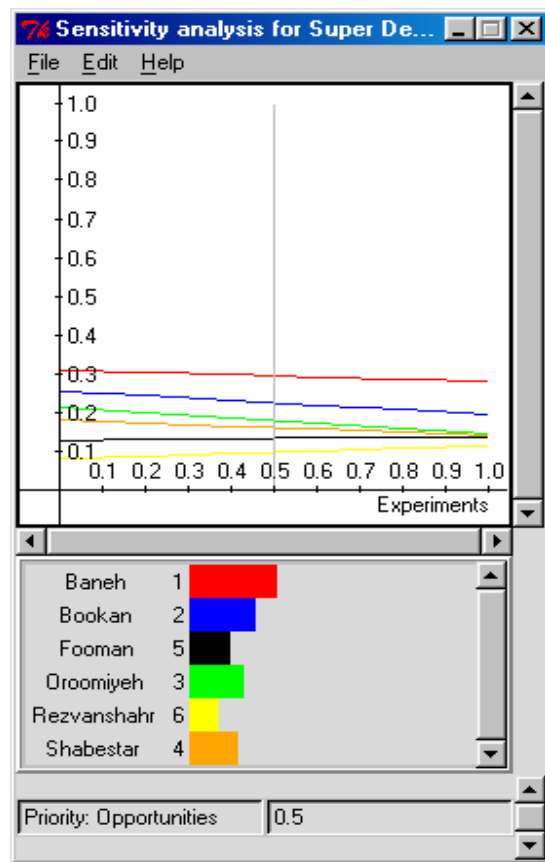 Sensitivity analysis for Super De...
File Edit Help
1.0
0.9
0.8
0.7
0.6
0.5
0.4
0.3
0.2
0.1
0.1 0.2 0.3 0.4 0.5 0.6 0.7 0.8 0.9 1.0
Experiments
Baneh 1
Bookan 2
Fooman 5
Oroomiyeh 3
Rezvanshahr 6
Shabestar 4
Priority: Opportunities 0.5